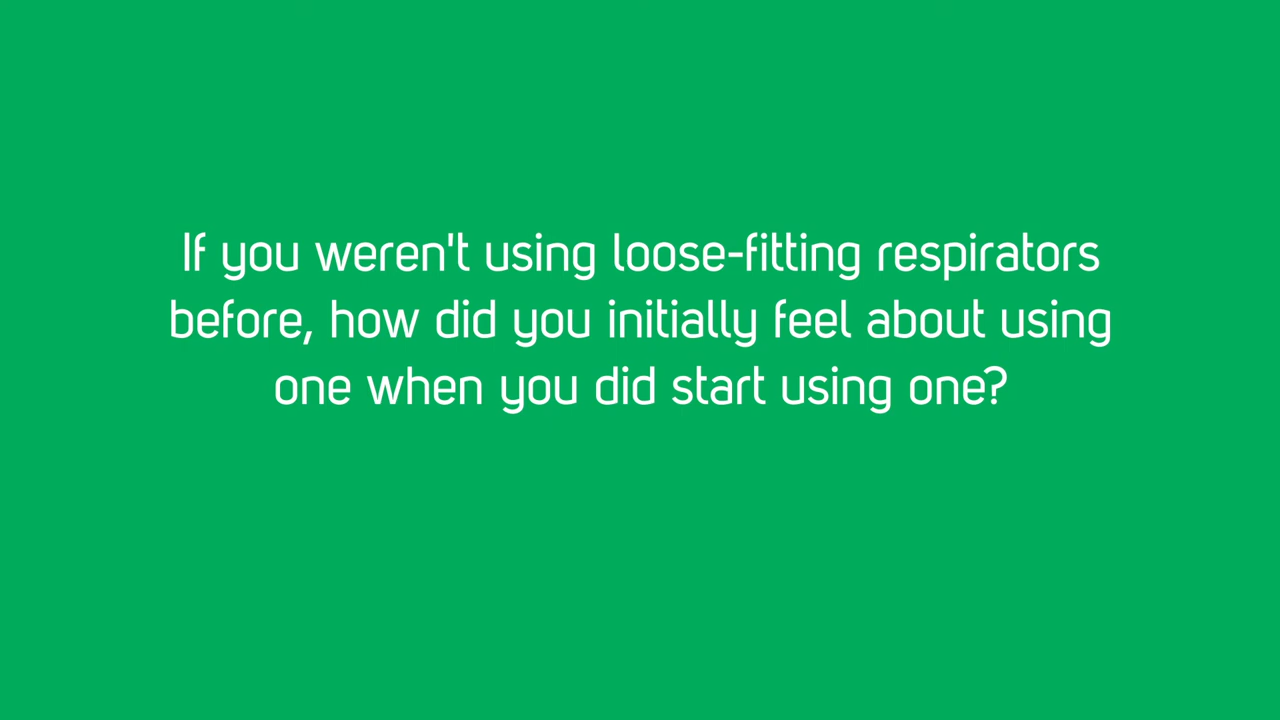 If you weren't using loose-fitting respirators
before, how did you initially feel about using
one when you did start using one?